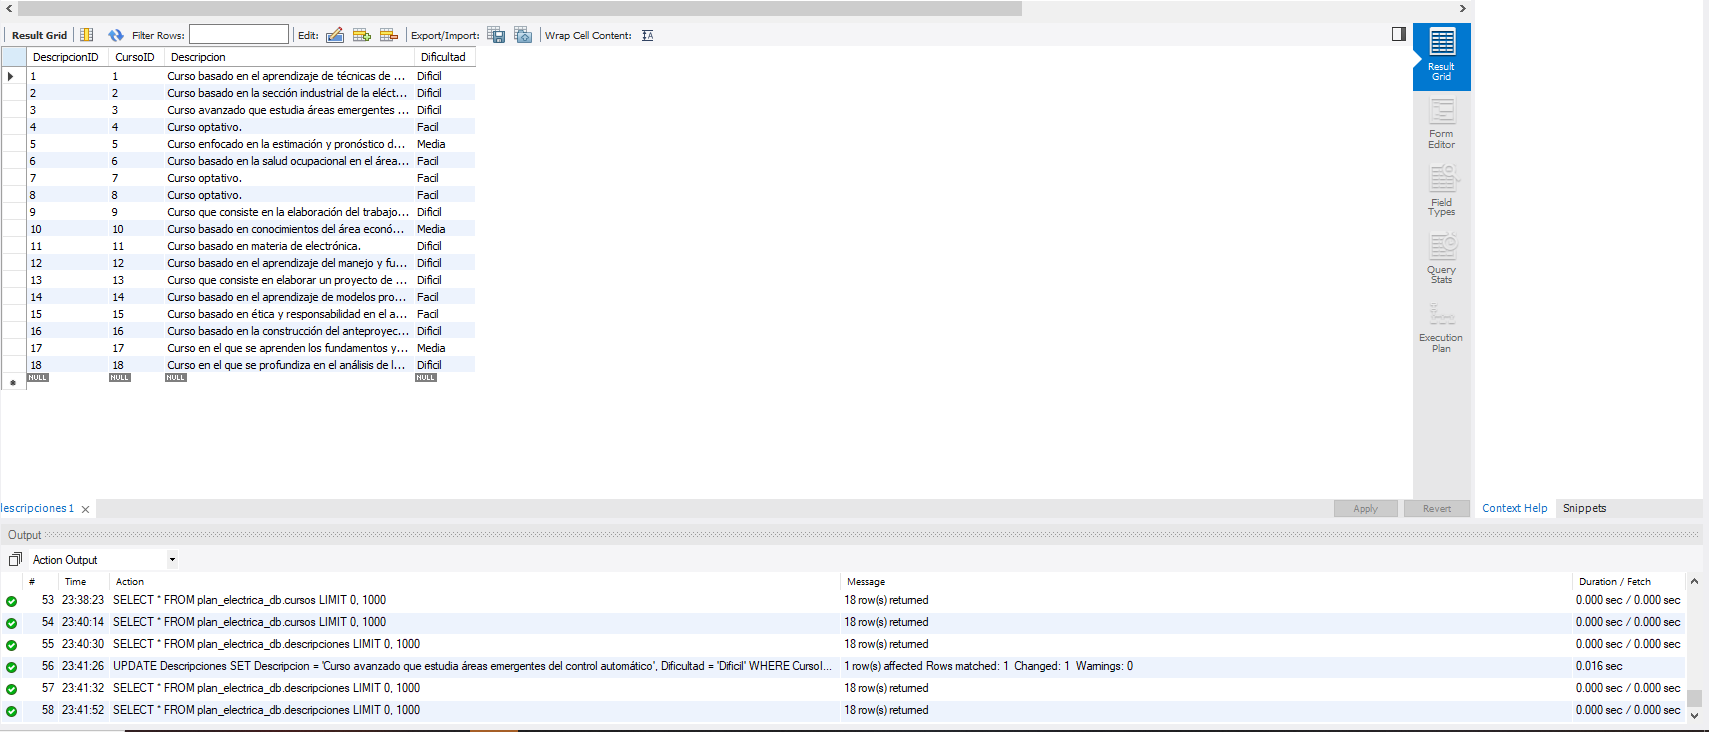 Result Grid Filter Rows: Edit: Export/Import: Wrap Cell Content: IA
DescripcionID CursoID Descripcion Dificultad
1 1 Curso basado en el aprendizaje de técnicas de ... Dificil
2 2 Curso basado en la sección industrial de la eléct... Dificil
3 3 Curso avanzado que estudia áreas emergentes ... Dificil
4 4 Curso optativo. Facil
5 5 Curso enfocado en la estimación y pronóstico d... Media
6 6 Curso basado en la salud ocupacional en el área... Facil
7 7 Curso optativo. Facil
8 8 Curso optativo. Facil
9 9 Curso que consiste en la elaboración del trabajo... Dificil
10 10 Curso basado en conocimientos del área econó... Media
11 11 Curso basado en materia de electrónica. Dificil
12 12 Curso basado en el aprendizaje del manejo y fu... Dificil
13 13 Curso que consiste en elaborar un proyecto de ... Dificil
14 14 Curso basado en el aprendizaje de modelos pro... Facil
15 15 Curso basado en ética y responsabilidad en el a... Facil
16 16 Curso basado en la construcción del anteproyec... Dificil
17 17 Curso en el que se aprenden los fundamentos y... Media
18 18 Curso en el que se profundiza en el análisis de l... Dificil
NULL NULL NULL NULL
Result
Grid
Form
Editor
Field
Types
Query
Stats
Execution
Plan
lescripciones 1 Apply Revert Context Help Snippets
Output
Action Output
# Time Action Message Duration / Fetch
53 23:38:23 SELECT * FROM plan_electrica_db.cursos LIMIT 0, 1000 18 row(s) returned 0.000 sec / 0.000 sec
54 23:40:14 SELECT * FROM plan_electrica_db.cursos LIMIT 0, 1000 18 row(s) returned 0.000 sec / 0.000 sec
55 23:40:30 SELECT * FROM plan_electrica_db.descripciones LIMIT 0, 1000 18 row(s) returned 0.000 sec / 0.000 sec
56 23:41:26 UPDATE Descripciones SET Descripcion = 'Curso avanzado que estudia áreas emergentes del control automático', Dificultad = 'Dificil' WHERE CursoI... 1 row(s) affected Rows matched: 1 Changed: 1 Warnings: 0 0.016 sec
57 23:41:32 SELECT * FROM plan_electrica_db.descripciones LIMIT 0, 1000 18 row(s) returned 0.000 sec / 0.000 sec
58 23:41:52 SELECT * FROM plan_electrica_db.descripciones LIMIT 0, 1000 18 row(s) returned 0.000 sec / 0.000 sec